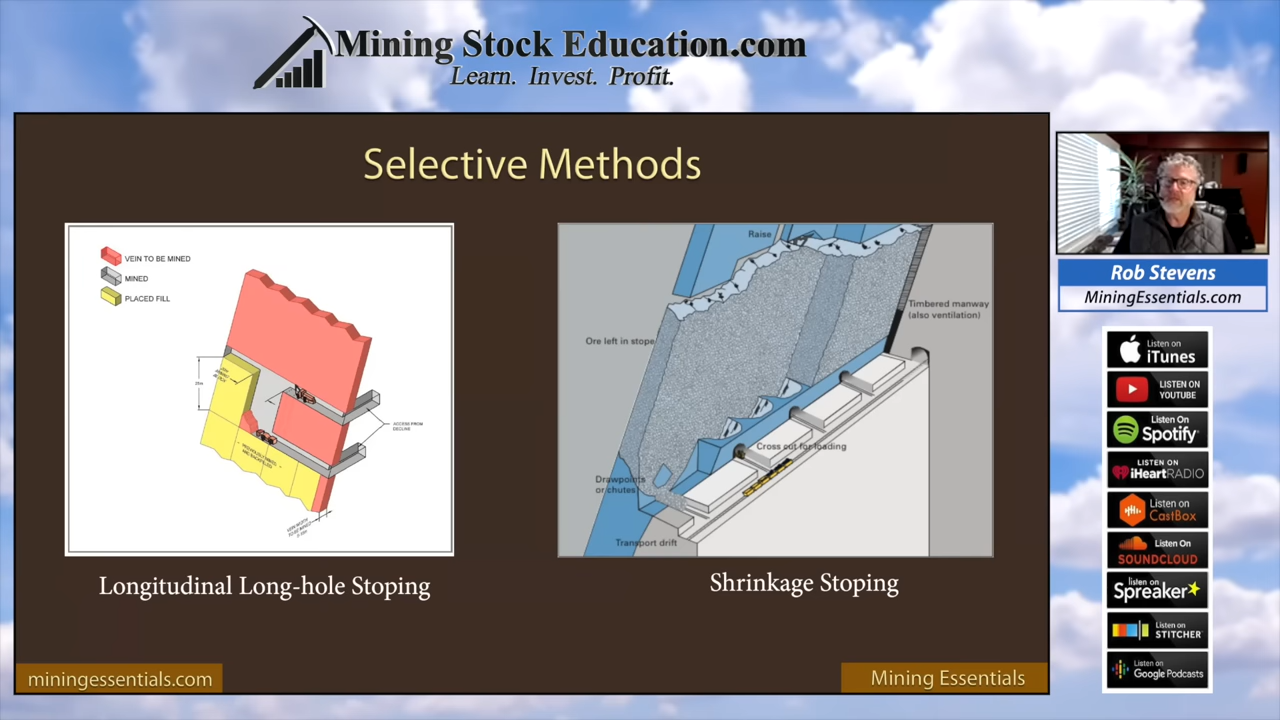 Mining Stock Education.com
Learn. Invest. Profit.
Selective Methods
VEIN TO BE MINED
MINED
PLACED FILL
ACCESS FROM
DECLINE
Longitudinal Long-hole Stoping
Raise
Timbered manway
(also ventilation)
Ore left in stope
Cross cut for loading
Drawpoints
or chutes
Transport drift
Shrinkage Stoping
miningessentials.com
Mining Essentials
Rob Stevens
MiningEssentials.com
Listen on
iTunes
LISTEN ON
YOUTUBE
Listen On
Spotify
LISTEN ON
iHeartRADIO
Listen on
CastBox
Listen On
SOUNDCLOUD
listen on
Spreaker
Listen on
STITCHER
Listen on
Google Podcasts